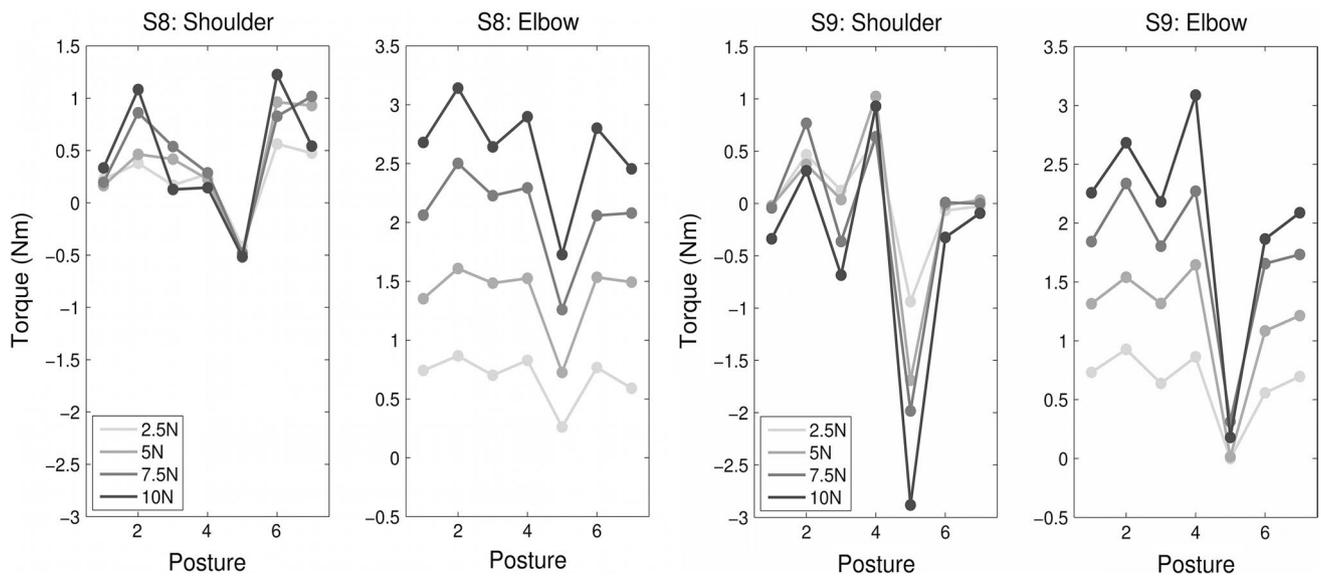 S8: Shoulder
S8: Elbow
S9: Shoulder
S9: Elbow
Torque (Nm)
1.5
1
0.5
0
−0.5
−1
−1.5
−2
−2.5
−3
2.5N
5N
7.5N
10N
2 4 6
Posture
3.5
3
2.5
2
1.5
1
0.5
0
−0.5
2 4 6
Posture
Torque (Nm)
1.5
1
0.5
0
−0.5
−1
−1.5
−2
−2.5
−3
2.5N
5N
7.5N
10N
2 4 6
Posture
3.5
3
2.5
2
1.5
1
0.5
0
−0.5
2 4 6
Posture